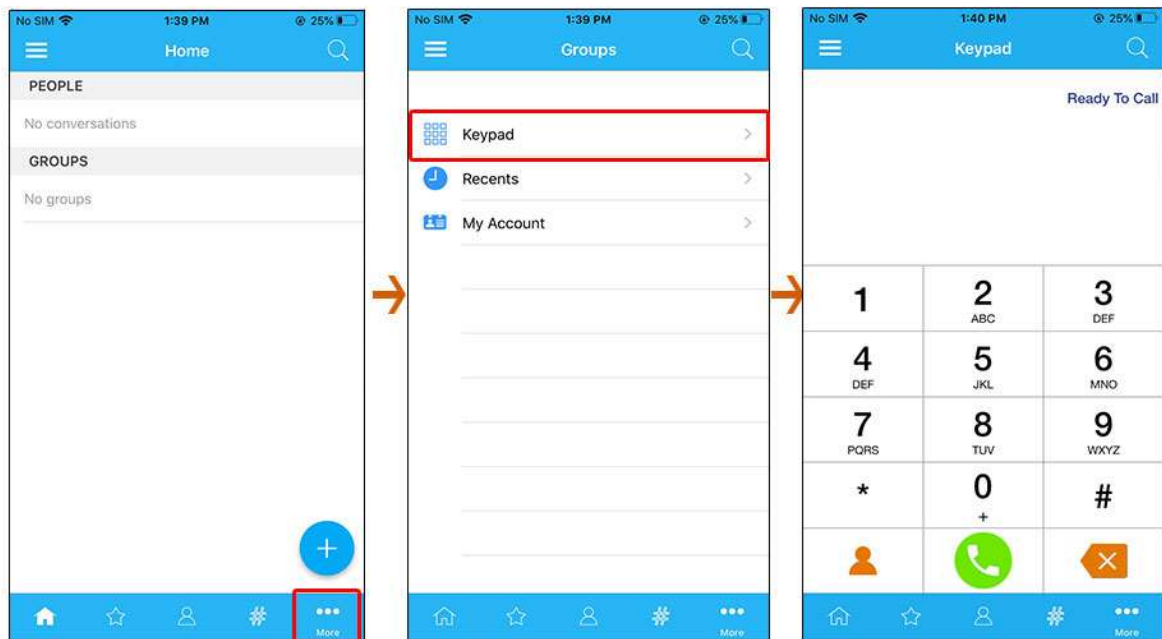 No SIM 1:39 PM 25%
Home
PEOPLE
No conversations
GROUPS
No groups
More
No SIM 1:39 PM 25%
Groups
Keypad
Recents
My Account
More
No SIM 1:40 PM 25%
Keypad
Ready To Call
1 2 3
ABC DEF
4 5 6
DEF JKL MNO
7 8 9
PQRS TUV WXYZ
* 0 #
+
#
More